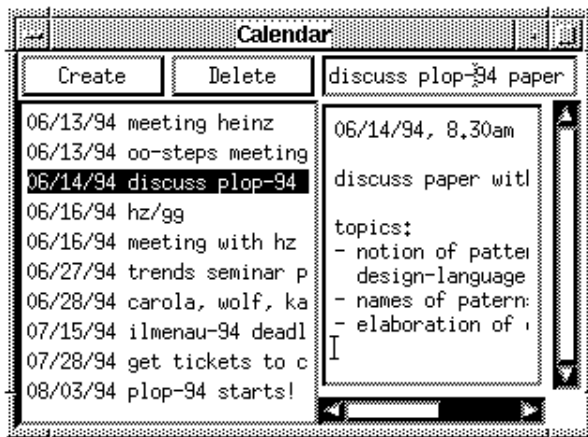 Calendar
Create
Delete
discuss plop-94 paper
06/13/94 meeting heinz
06/13/94 oo-steps meeting
06/14/94 discuss plop-94
06/16/94 hz/gg
06/16/94 meeting with hz
06/27/94 trends seminar p
06/28/94 carola, wolf, ka
07/15/94 ilmenau-94 deadl
07/28/94 get tickets to c
08/03/94 plop-94 starts!
06/14/94, 8.30am
discuss paper
topics:
- notion of
design-language
- names of
- elaboration of